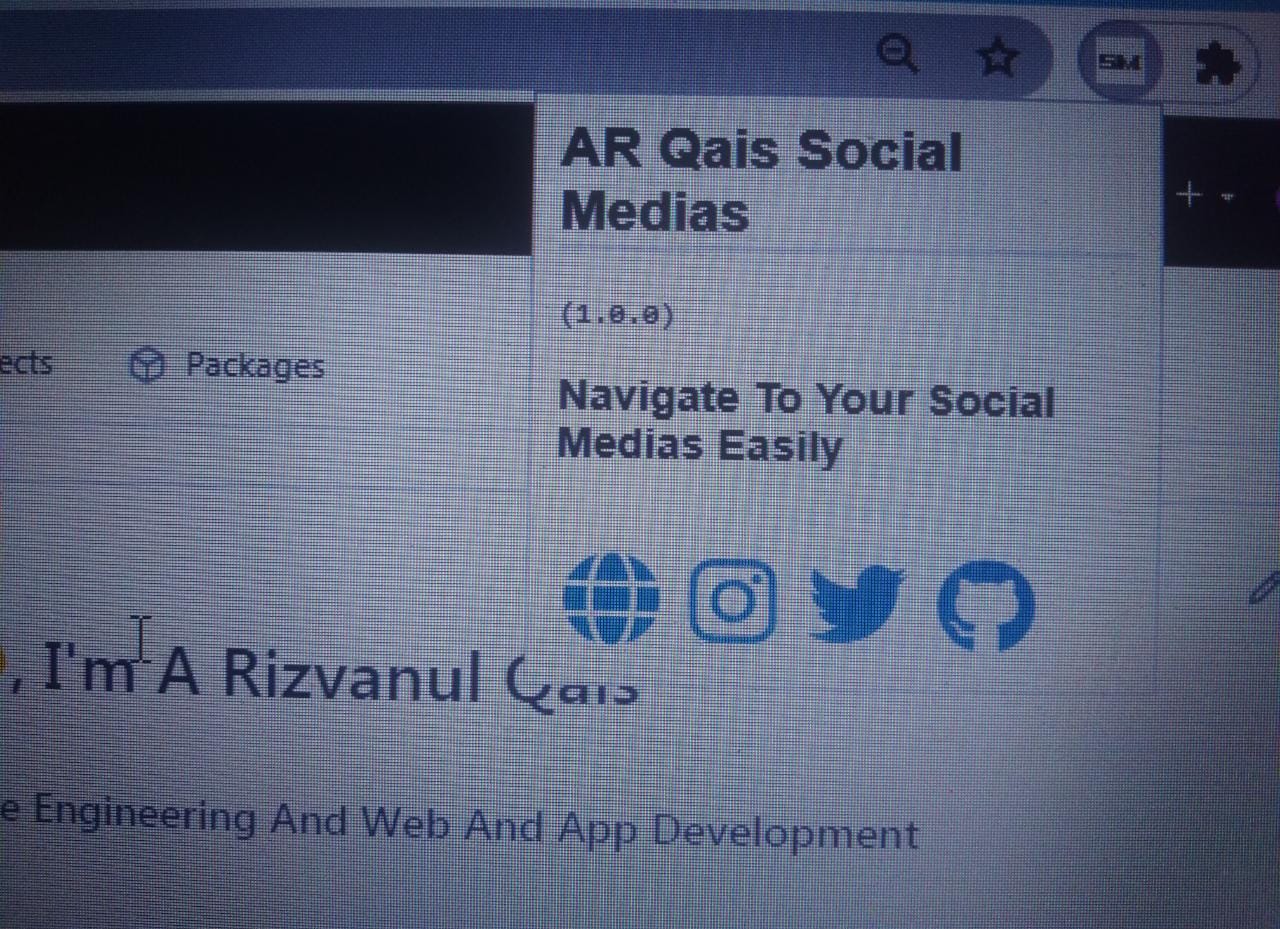 SM
AR Qais Social
Medias
(1.0.0)
ects
Packages
Navigate To Your Social
Medias Easily
, I'm A Rizvanul Qais
e Engineering And Web And App Development